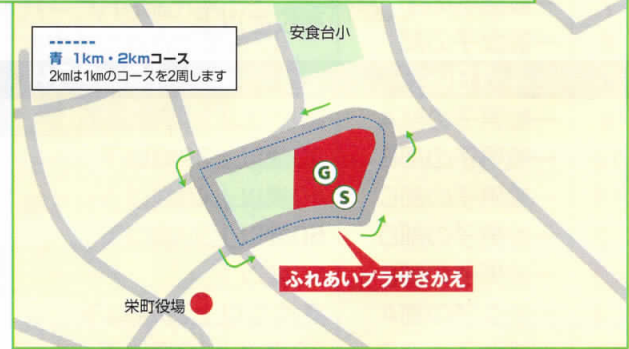 青 1km・2kmコース
2kmは1kmのコースを2周します
安食台小
G
S
ふれあいプラザさかえ
栄町役場